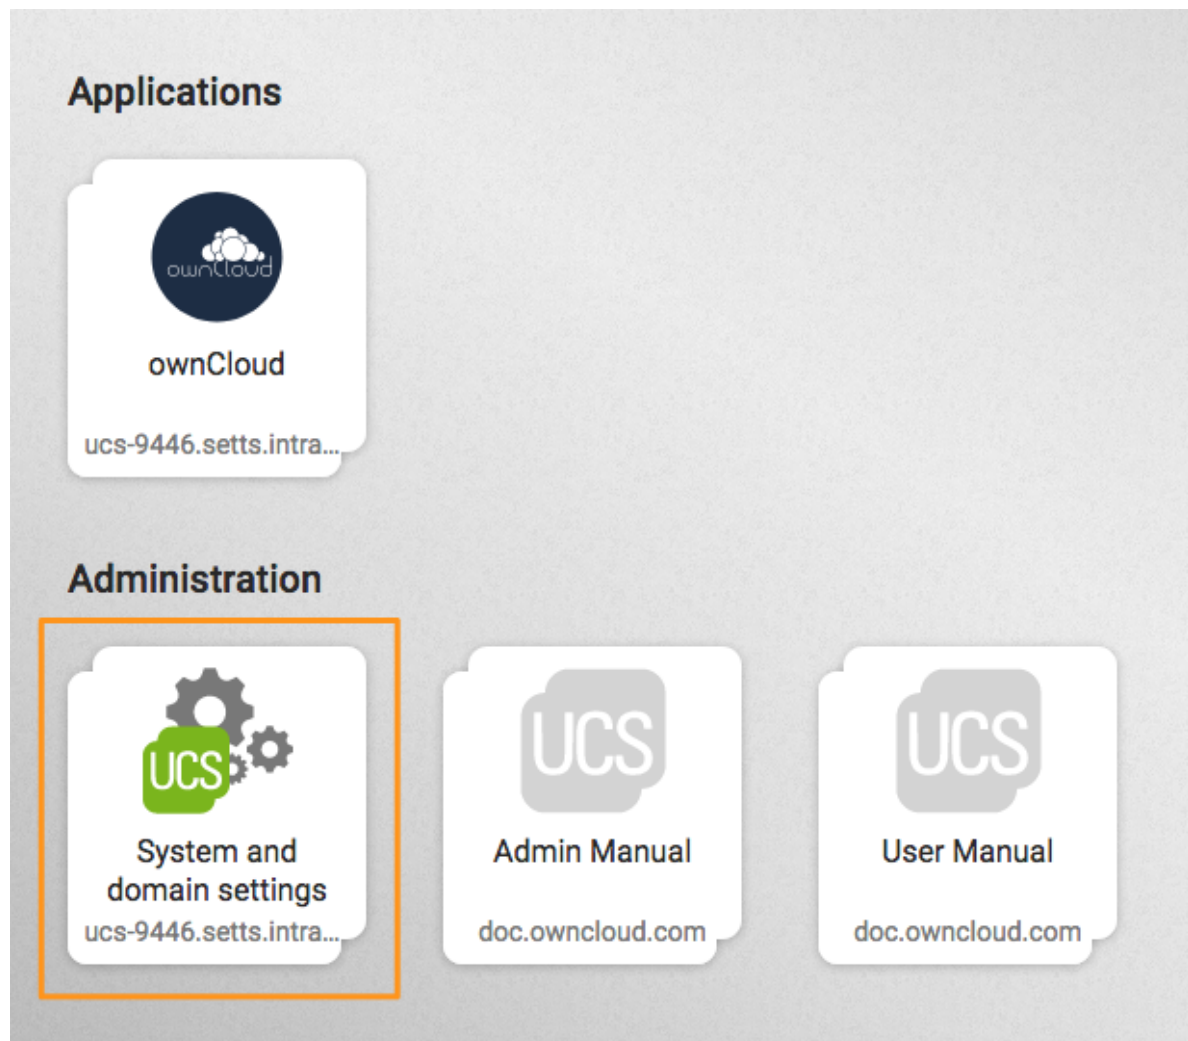 Applications
ownCloud
ownCloud
ucs-9446.setts.intra...
Administration
UCS
System and
domain settings
ucs-9446.setts.intra...
UCS
Admin Manual
doc.owncloud.com
UCS
User Manual
doc.owncloud.com